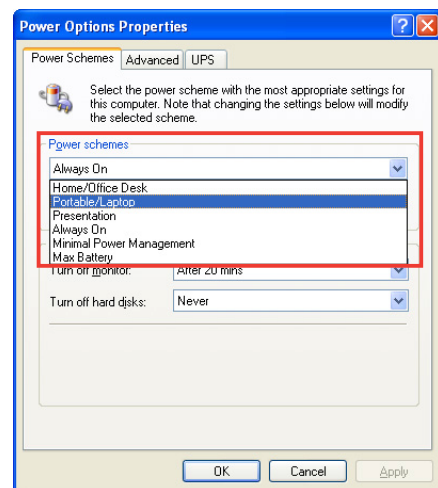 Power Options Properties
Power Schemes Advanced UPS
Select the power scheme with the most appropriate settings for
this computer. Note that changing the settings below will modify
the selected scheme.
Power schemes
Always On
Home/Office Desk
Portable/Laptop
Presentation
Always On
Minimal Power Management
Max Battery
Turn off monitor: After 20 mins
Turn off hard disks: Never
OK Cancel Apply